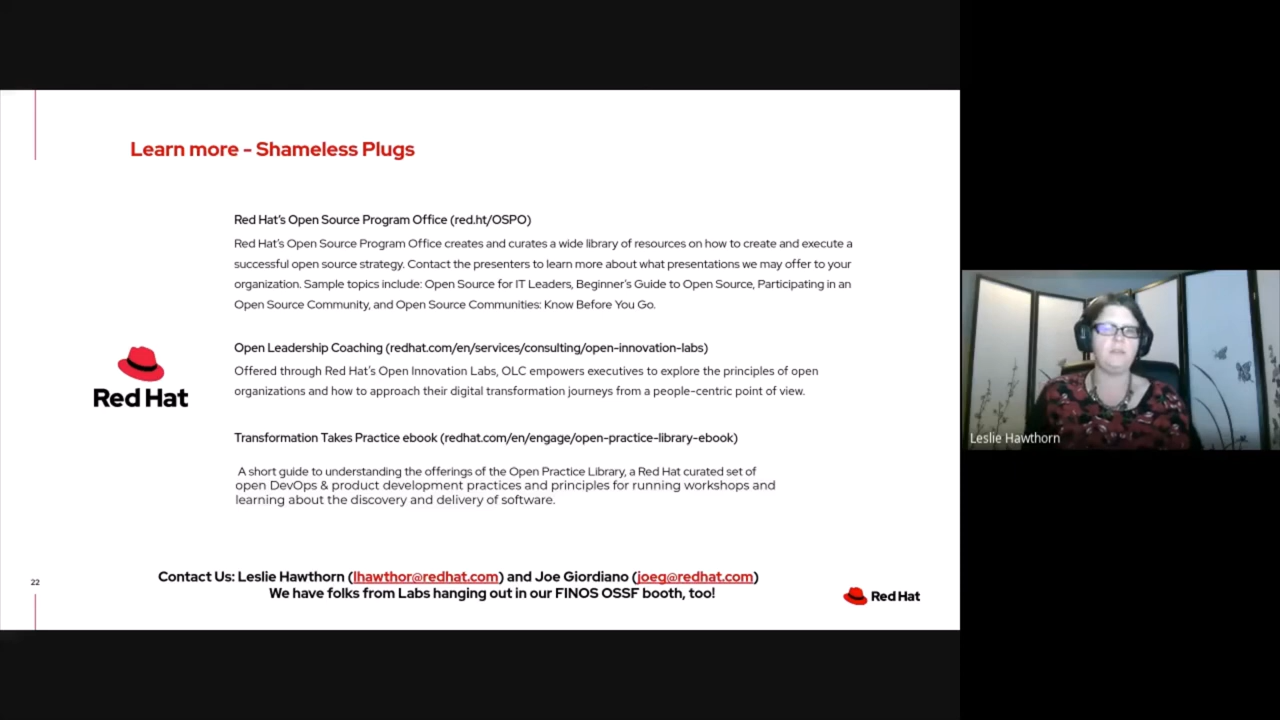 Learn more - Shameless Plugs
Red Hat's Open Source Program Office (red.ht/OSPO)
Red Hat's Open Source Program Office creates and curates a wide library of resources on how to create and execute a
successful open source strategy. Contact the presenters to learn more about what presentations we may offer to your
organization. Sample topics include: Open Source for IT Leaders, Beginner's Guide to Open Source, Participating in an
Open Source Community, and Open Source Communities: Know Before You Go.
Open Leadership Coaching (redhat.com/en/services/consulting/open-innovation-labs)
Offered through Red Hat's Open Innovation Labs, OLC empowers executives to explore the principles of open
organizations and how to approach their digital transformation journeys from a people-centric point of view.
Red Hat
Transformation Takes Practice ebook (redhat.com/en/engage/open-practice-library-ebook)
A short guide to understanding the offerings of the Open Practice Library, a Red Hat curated set of
open DevOps & product development practices and principles for running workshops and
learning about the discovery and delivery of software.
22
Contact Us: Leslie Hawthorn (lhawthor@redhat.com) and Joe Giordiano (joeg@redhat.com)
We have folks from Labs hanging out in our FINOS OSSF booth, too!
Red Hat
Leslie Hawthorn